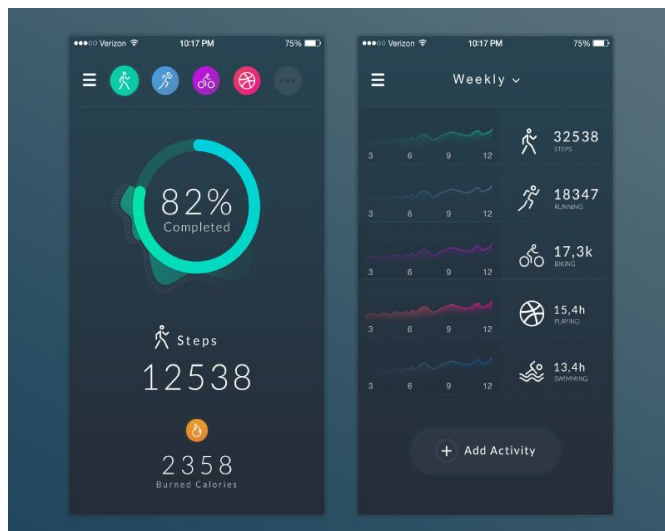 Verizon 10:17 PM 75%
82%
Completed
Steps
12538
2358
Burned Calories
Verizon 10:17 PM 75%
Weekly
3 6 9 12
32538
STEPS
3 6 9 12
18347
RUNNING
3 6 9 12
17,3k
BIKING
3 6 9 12
15,4h
PLAYING
3 6 9 12
13,4h
SWIMMING
+ Add Activity